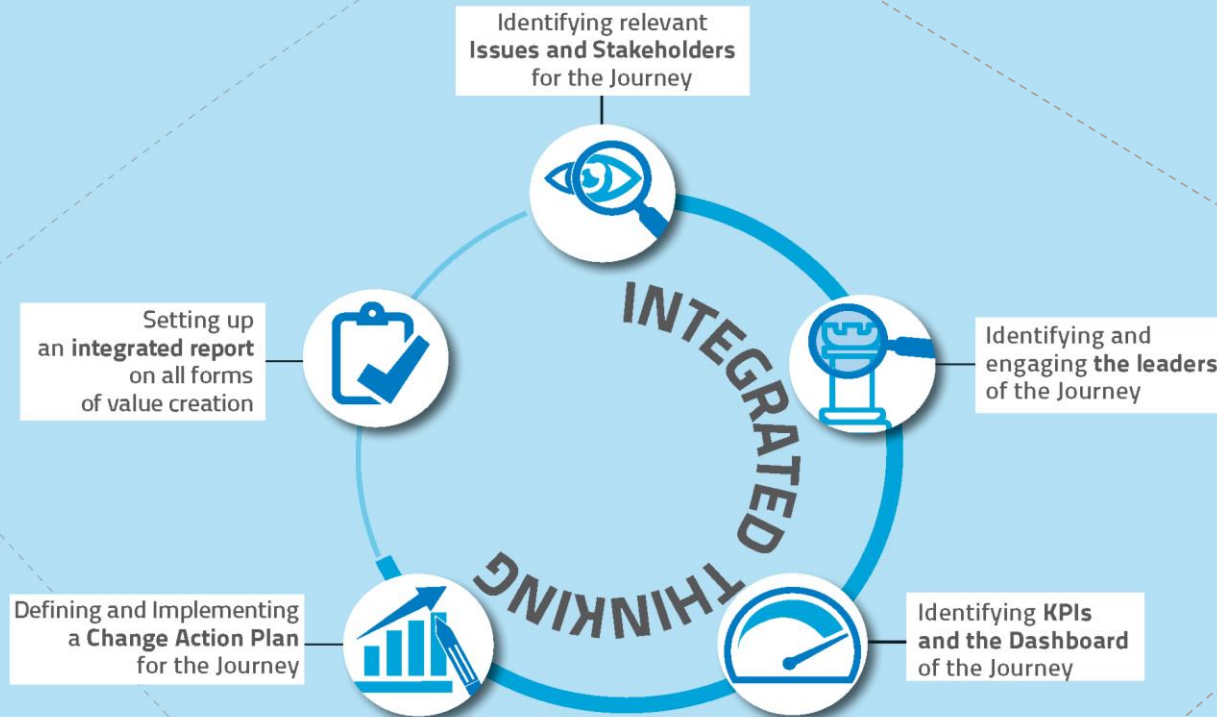 Identifying relevant
Issues and Stakeholders
for the Journey
Identifying and
engaging the leaders
of the Journey
Identifying KPIs
and the Dashboard
of the Journey
Defining and Implementing
a Change Action Plan
for the Journey
Setting up
an integrated report
on all forms
of value creation
INTEGRATED THINKING